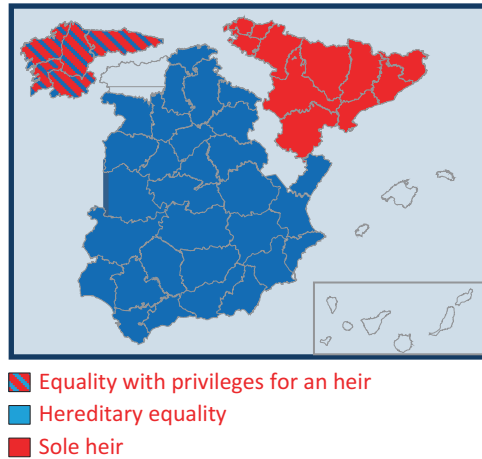 Equality with privileges for an heir
Hereditary equality
Sole heir